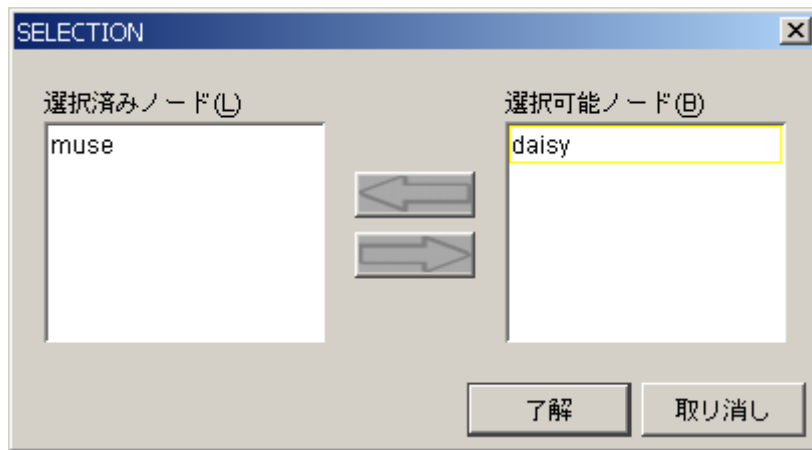 SELECTION
選択済みノード(L)
選択可能ノード(B)
muse
daisy
了解
取り消し